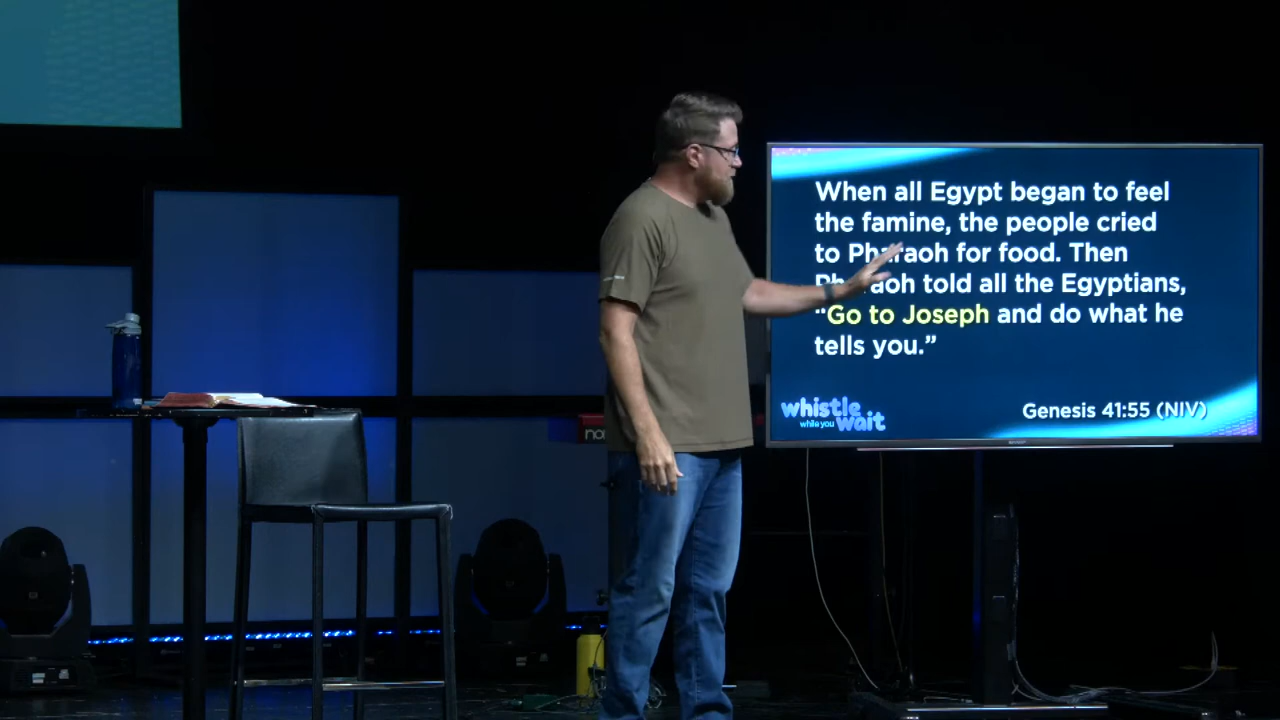 When all Egypt began to feel
the famine, the people cried
to Pharaoh for food. Then
Pharaoh told all the Egyptians,
"Go to Joseph and do what he
tells you."
Genesis 41:55 (NIV)
whistle
while you wait